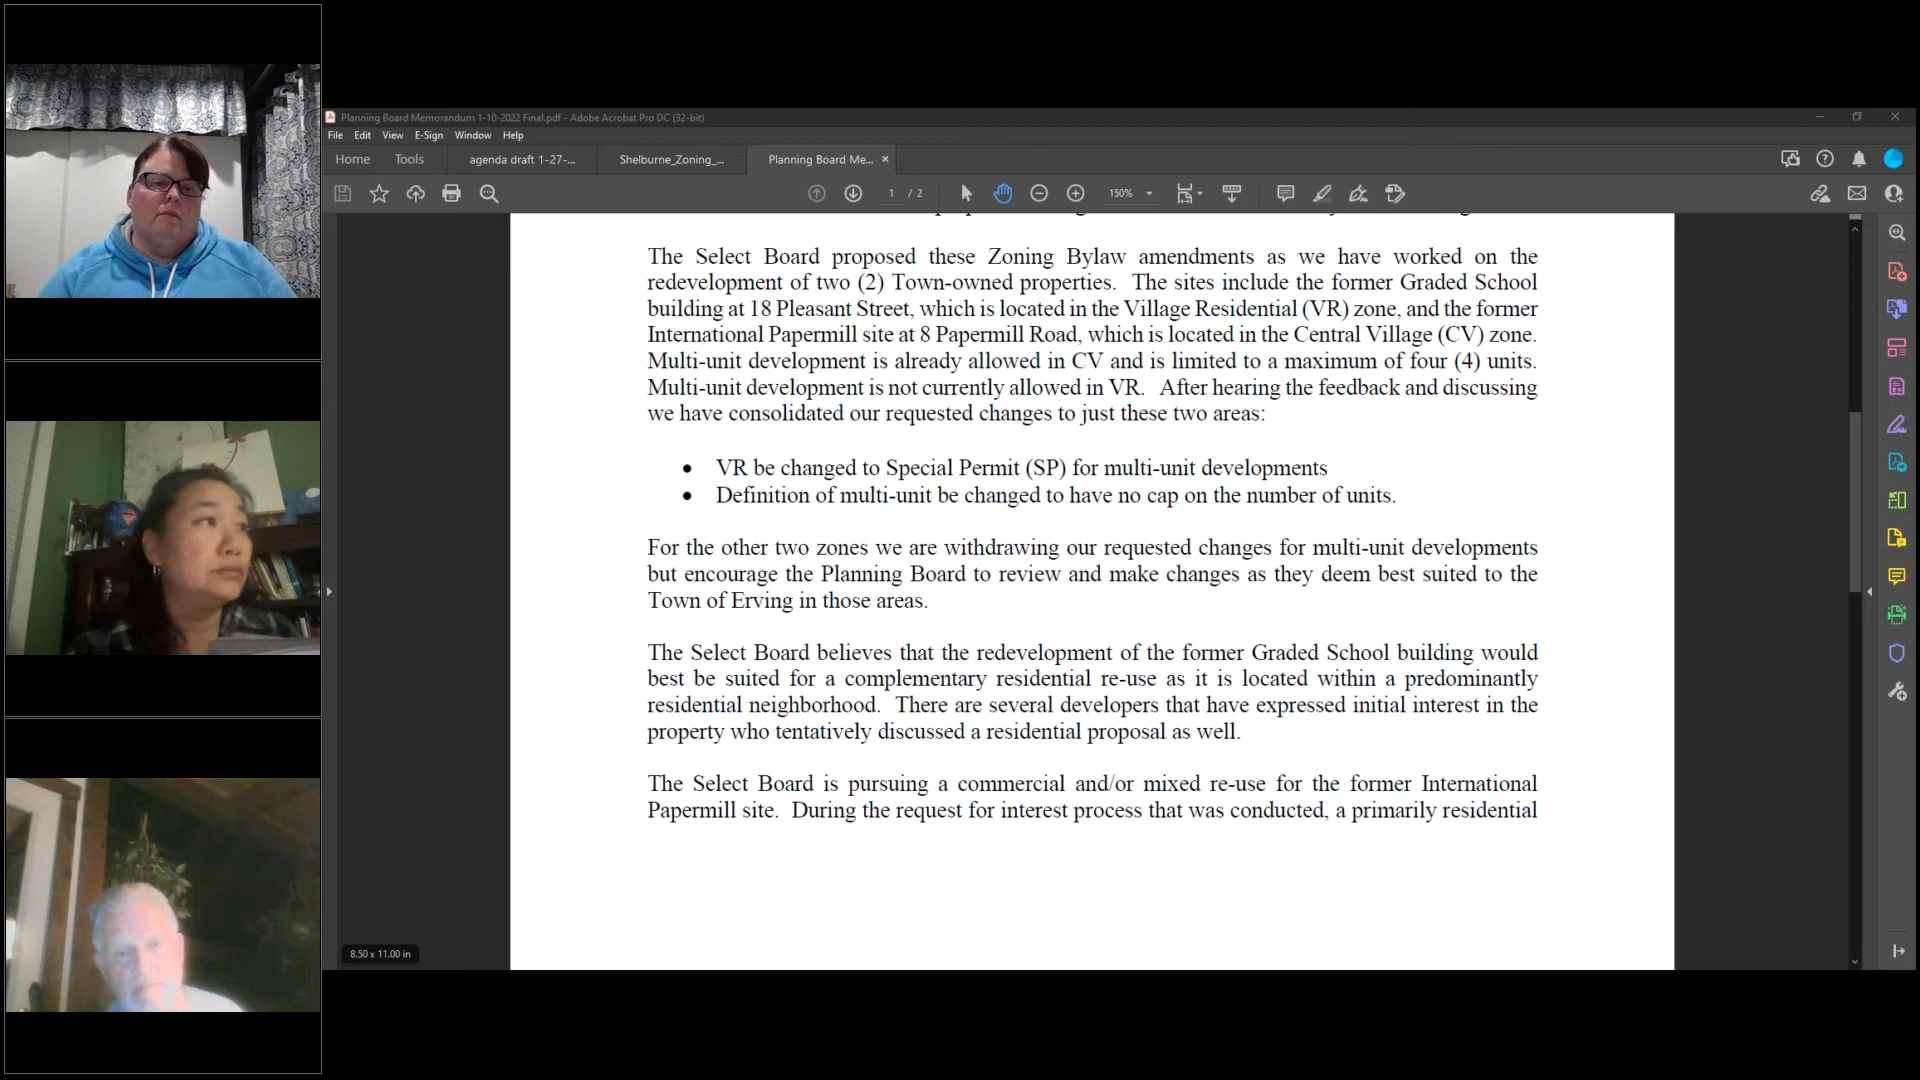 Planning Board Memorandum 1-10-2022 Final.pdf - Adobe Acrobat Pro DC (32-bit)
File Edit View E-Sign Window Help
Home Tools agenda draft 1-27-... Shelburne_Zoning_... Planning Board Me... ×
1 / 2 150%
The Select Board proposed these Zoning Bylaw amendments as we have worked on the
redevelopment of two (2) Town-owned properties. The sites include the former Graded School
building at 18 Pleasant Street, which is located in the Village Residential (VR) zone, and the former
International Papermill site at 8 Papermill Road, which is located in the Central Village (CV) zone.
Multi-unit development is already allowed in CV and is limited to a maximum of four (4) units.
Multi-unit development is not currently allowed in VR. After hearing the feedback and discussing
we have consolidated our requested changes to just these two areas:
• VR be changed to Special Permit (SP) for multi-unit developments
• Definition of multi-unit be changed to have no cap on the number of units.
For the other two zones we are withdrawing our requested changes for multi-unit developments
but encourage the Planning Board to review and make changes as they deem best suited to the
Town of Erving in those areas.
The Select Board believes that the redevelopment of the former Graded School building would
best be suited for a complementary residential re-use as it is located within a predominantly
residential neighborhood. There are several developers that have expressed initial interest in the
property who tentatively discussed a residential proposal as well.
The Select Board is pursuing a commercial and/or mixed re-use for the former International
Papermill site. During the request for interest process that was conducted, a primarily residential
8.50 x 11.00 in